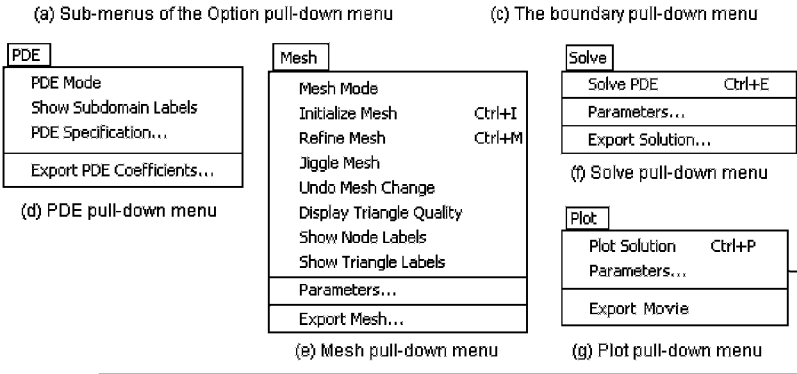 (a) Sub-menus of the Option pull-down menu
(c) The boundary pull-down menu
PDE
PDE Mode
Show Subdomain Labels
PDE Specification...
Export PDE Coefficients...
(d) PDE pull-down menu
Mesh
Mesh Mode
Initialize Mesh Ctrl+I
Refine Mesh Ctrl+M
Jiggle Mesh
Undo Mesh Change
Display Triangle Quality
Show Node Labels
Show Triangle Labels
Parameters...
Export Mesh...
(e) Mesh pull-down menu
Solve
Solve PDE Ctrl+E
Parameters...
Export Solution...
(f) Solve pull-down menu
Plot
Plot Solution Ctrl+P
Parameters...
Export Movie
(g) Plot pull-down menu